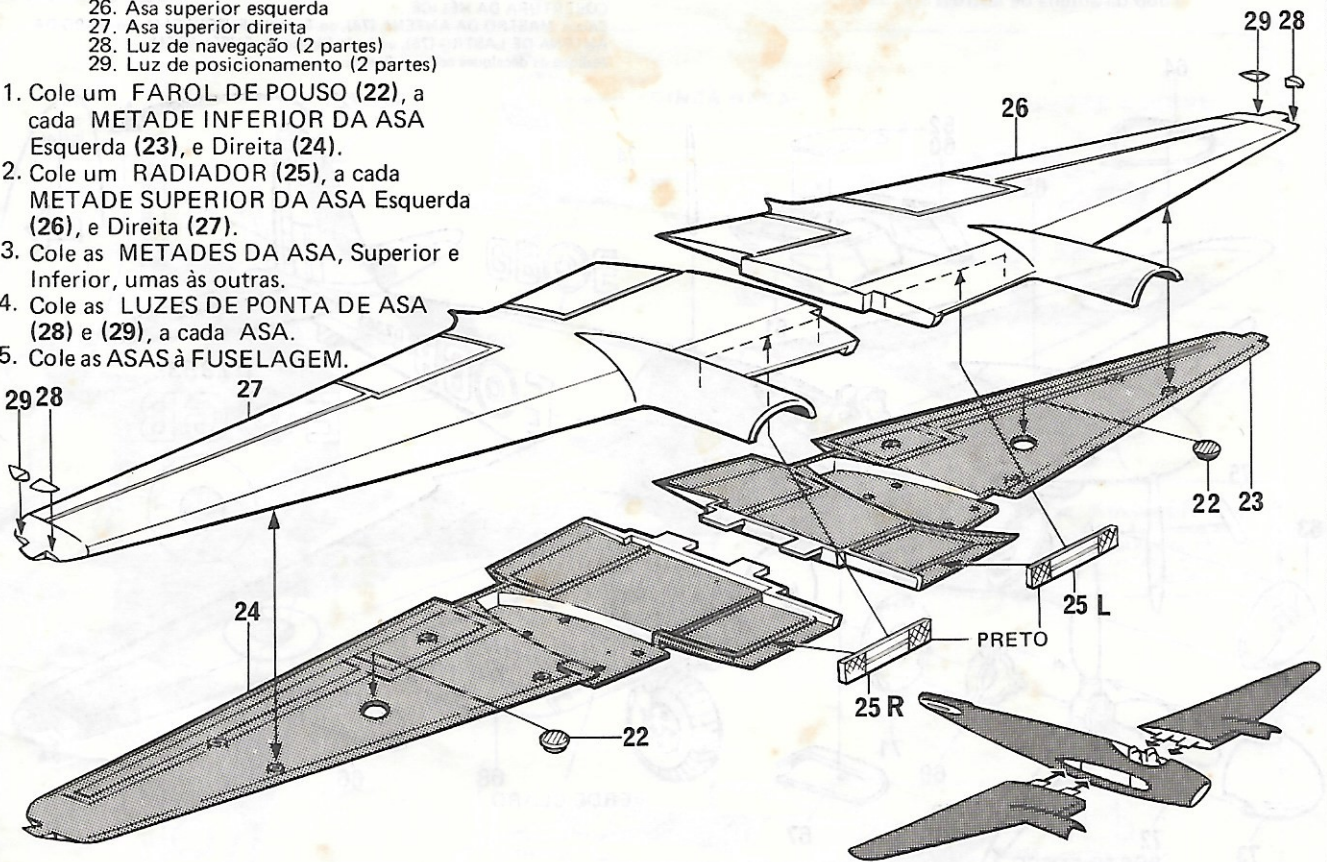 26. Asa superior esquerda
27. Asa superior direita
28. Luz de navegação (2 partes)
29. Luz de posicionamento (2 partes)
1. Cole um FAROL DE POUSO (22), a
cada METADE INFERIOR DA ASA
Esquerda (23), e Direita (24).
2. Cole um RADIADOR (25), a cada
METADE SUPERIOR DA ASA Esquerda
(26), e Direita (27).
3. Cole as METADES DA ASA, Superior e
Inferior, umas às outras.
4. Cole as LUZES DE PONTA DE ASA
(28) e (29), a cada ASA.
5. Cole as ASAS à FUSELAGEM.
29 28
26
27
29 28
22 23
25 L
PRETO
24
25 R
22